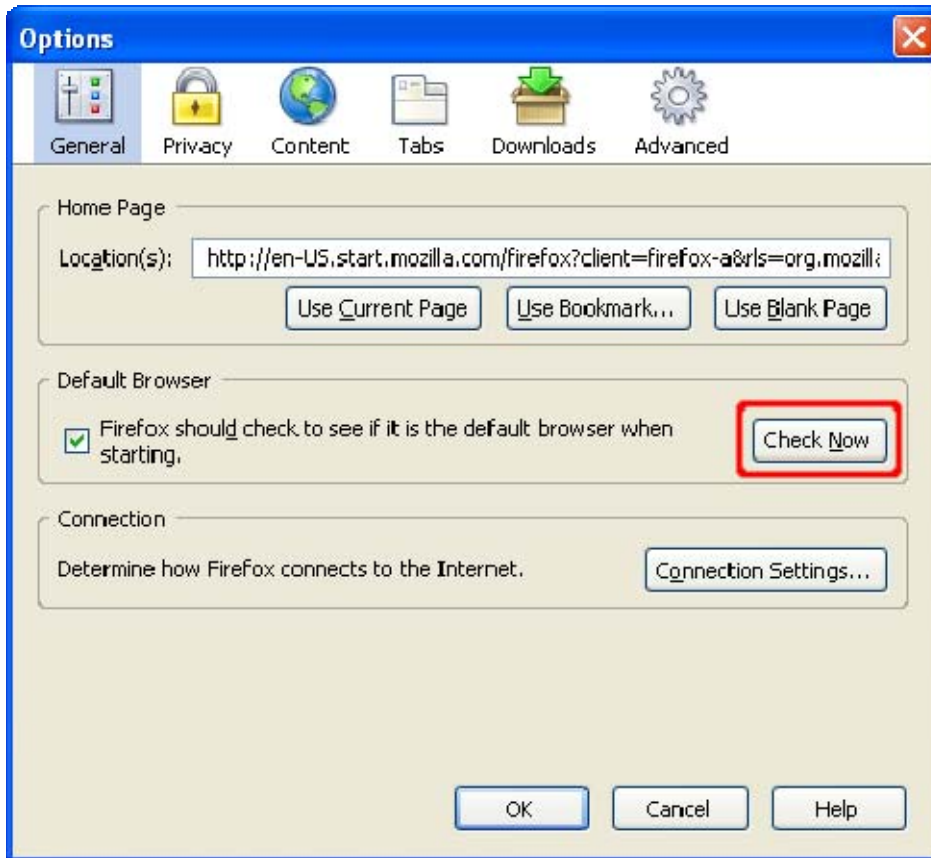 Options
General Privacy Content Tabs Downloads Advanced
Home Page
Location(s): http://en-US.start.mozilla.com/firefox?client=firefox-a&rls=org.mozilla
Use Current Page Use Bookmark... Use Blank Page
Default Browser
Firefox should check to see if it is the default browser when
starting.
Check Now
Connection
Determine how Firefox connects to the Internet. Connection Settings...
OK Cancel Help